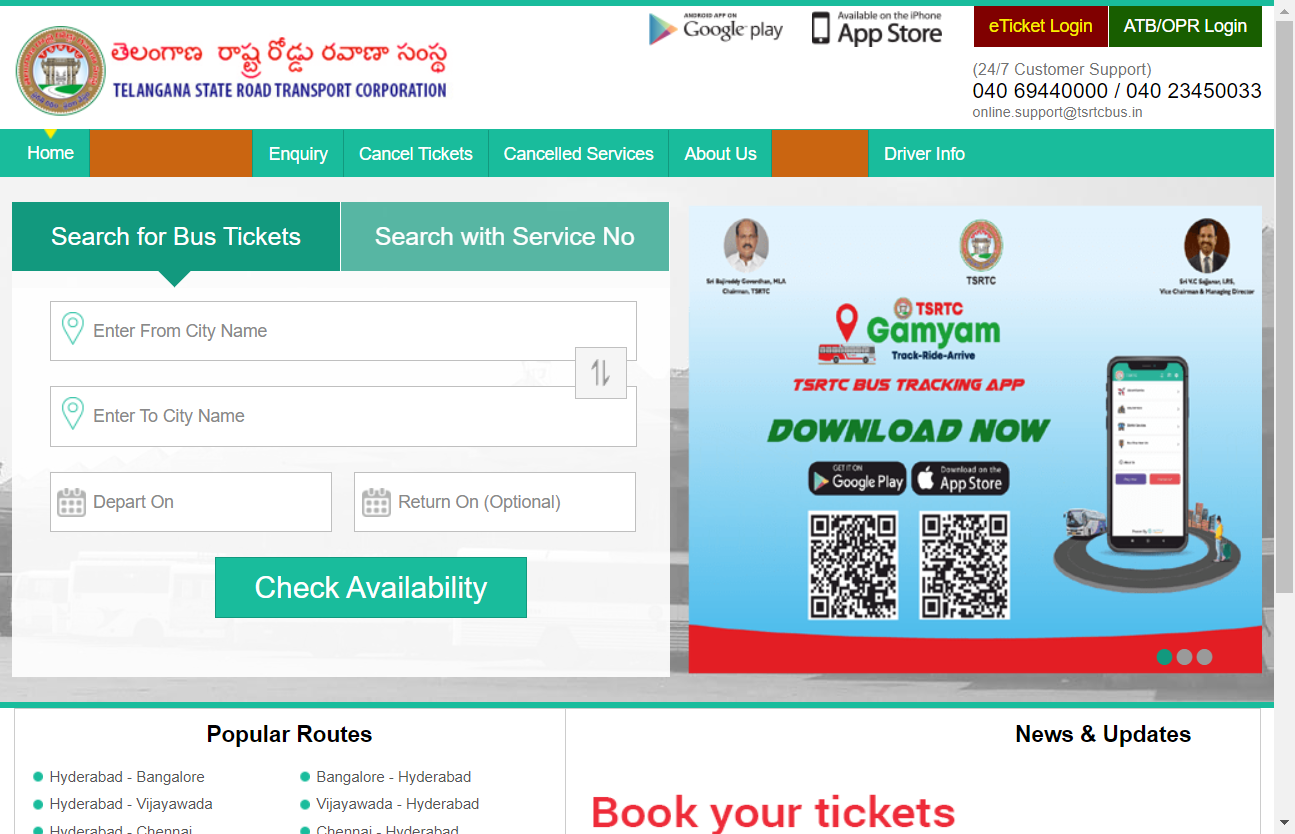 ANDROID APP ON
Google play
Available on the iPhone
App Store
eTicket Login
ATB/OPR Login
తెలంగాణ రాష్ట్ర రోడ్డు రవాణా సంస్థ
TELANGANA STATE ROAD TRANSPORT CORPORATION
(24/7 Customer Support)
040 69440000 / 040 23450033
online.support@tsrtcbus.in
Home
Enquiry
Cancel Tickets
Cancelled Services
About Us
Driver Info
Search for Bus Tickets
Search with Service No
Enter From City Name
Enter To City Name
Depart On
Return On (Optional)
Check Availability
Sri Bajireddy Goverdhan, MLA
Chairman, TSRTC
TSRTC
Sri V.C Sajjanar, I.P.S,
Vice Chairman & Managing Director
TSRTC
Gamyam
Track-Ride-Arrive
TSRTC BUS TRACKING APP
DOWNLOAD NOW
GET IT ON
Google Play
Download on the
App Store
Popular Routes
Hyderabad - Bangalore
Bangalore - Hyderabad
Hyderabad - Vijayawada
Vijayawada - Hyderabad
Hyderabad - Chennai
Chennai - Hyderabad
News & Updates
Book your tickets